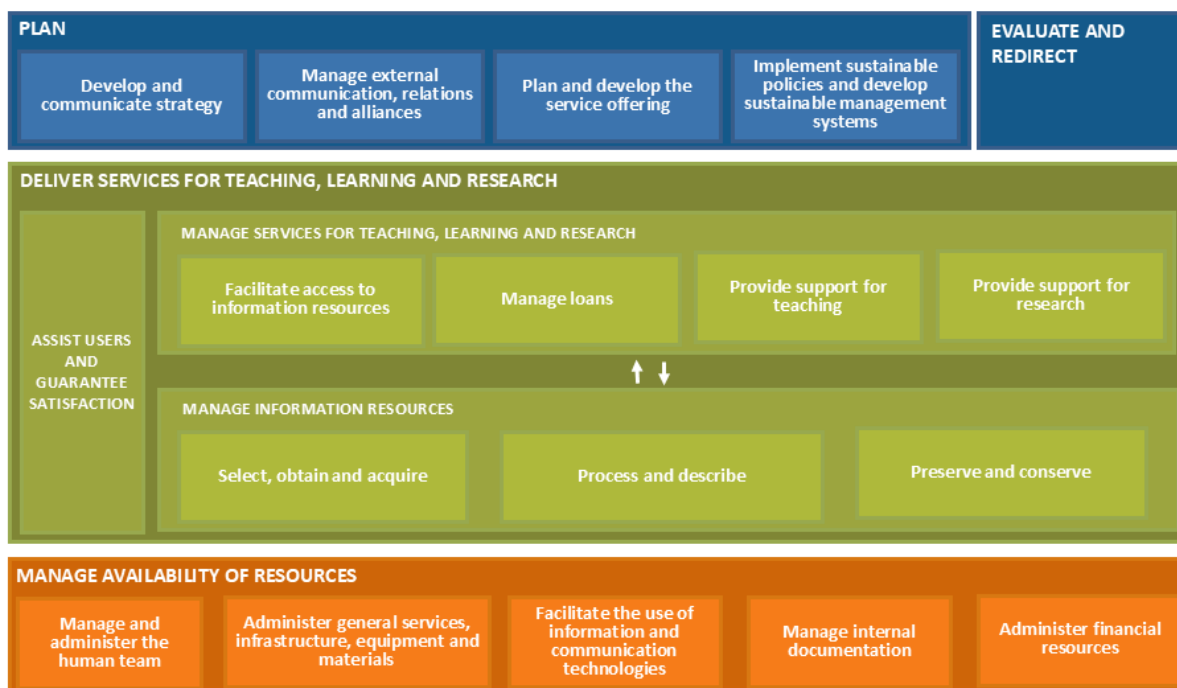 PLAN
Develop and
communicate strategy
Manage external
communication, relations
and alliances
Plan and develop the
service offering
Implement sustainable
policies and develop
sustainable management
systems
EVALUATE AND
REDIRECT
DELIVER SERVICES FOR TEACHING, LEARNING AND RESEARCH
ASSIST USERS
AND
GUARANTEE
SATISFACTION
MANAGE SERVICES FOR TEACHING, LEARNING AND RESEARCH
Facilitate access to
information resources
Manage loans
Provide support for
teaching
Provide support for
research
MANAGE INFORMATION RESOURCES
Select, obtain and acquire
Process and describe
Preserve and conserve
MANAGE AVAILABILITY OF RESOURCES
Manage and
administer the
human team
Administer general services,
infrastructure, equipment and
materials
Facilitate the use of
information and
communication
technologies
Manage internal
documentation
Administer financial
resources